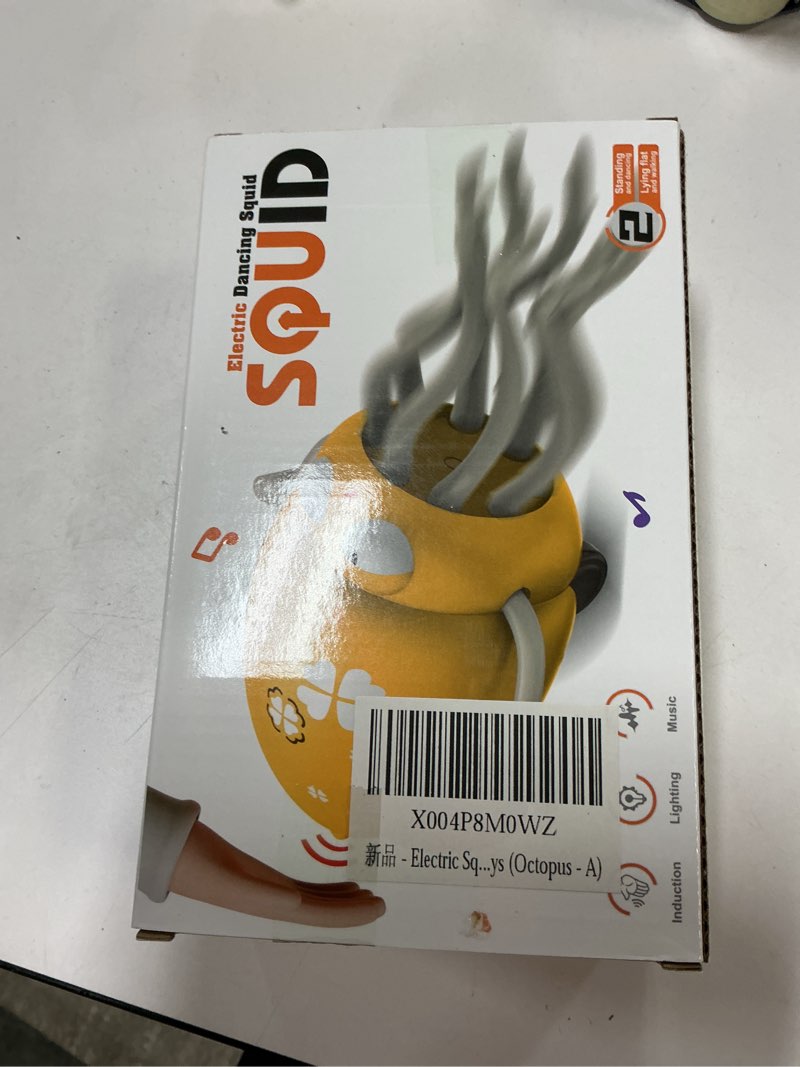 Electric Dancing Squid
SQUID
2
Standing
and dancing
Lying flat
and walking
Music
Lighting
Induction
X004P8M0WZ
新品 - Electric Sq...ys (Octopus - A)